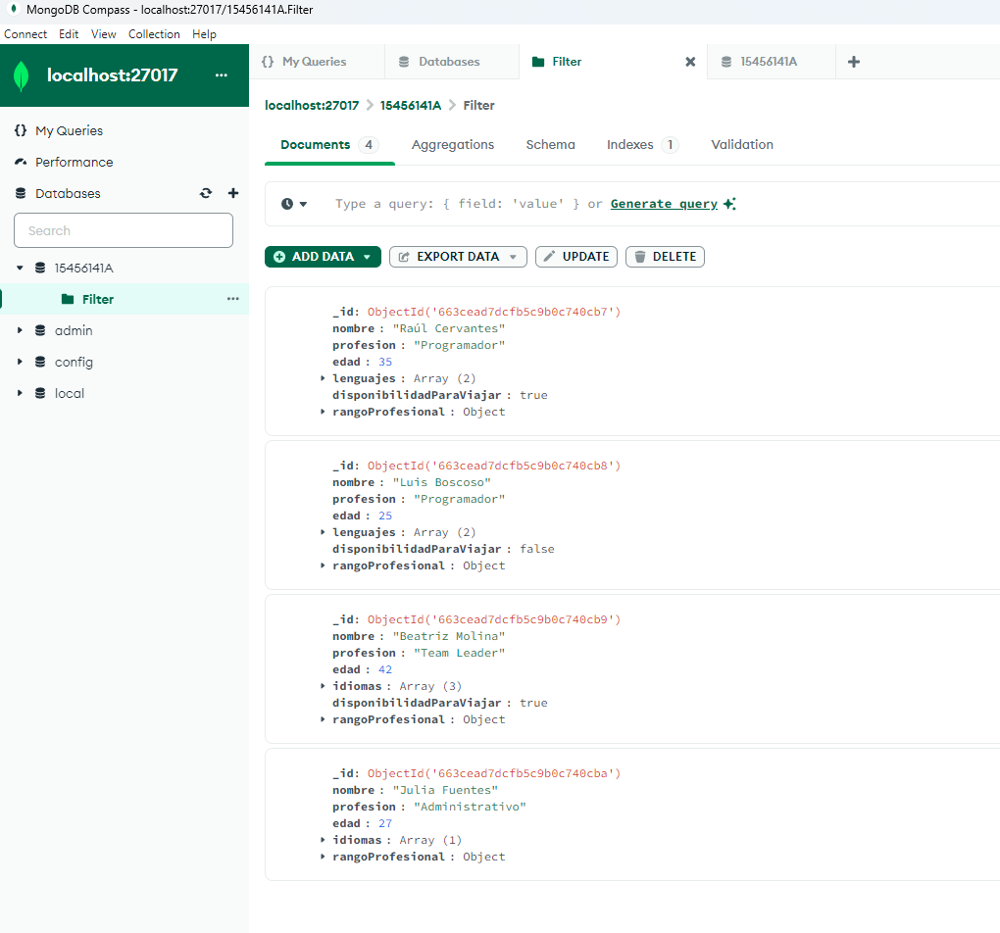 MongoDB Compass - localhost:27017/15456141A.Filter
Connect Edit View Collection Help
localhost:27017 ...
{} My Queries
Performance
Databases
Search
15456141A
Filter ...
admin
config
local
{} My Queries Databases Filter 15456141A
localhost:27017 > 15456141A > Filter
Documents 4 Aggregations Schema Indexes 1 Validation
Type a query: { field: 'value' } or Generate query
ADD DATA EXPORT DATA UPDATE DELETE
_id: ObjectId('663cead7dcfb5c9b0c740cb7')
nombre : "Raúl Cervantes"
profesion : "Programador"
edad : 35
lenguajes : Array (2)
disponibilidadParaViajar : true
rangoProfesional : Object
_id: ObjectId('663cead7dcfb5c9b0c740cb8')
nombre : "Luis Boscoso"
profesion : "Programador"
edad : 25
lenguajes : Array (2)
disponibilidadParaViajar : false
rangoProfesional : Object
_id: ObjectId('663cead7dcfb5c9b0c740cb9')
nombre : "Beatriz Molina"
profesion : "Team Leader"
edad : 42
idiomas : Array (3)
disponibilidadParaViajar : true
rangoProfesional : Object
_id: ObjectId('663cead7dcfb5c9b0c740cba')
nombre : "Julia Fuentes"
profesion : "Administrativo"
edad : 27
idiomas : Array (1)
rangoProfesional : Object